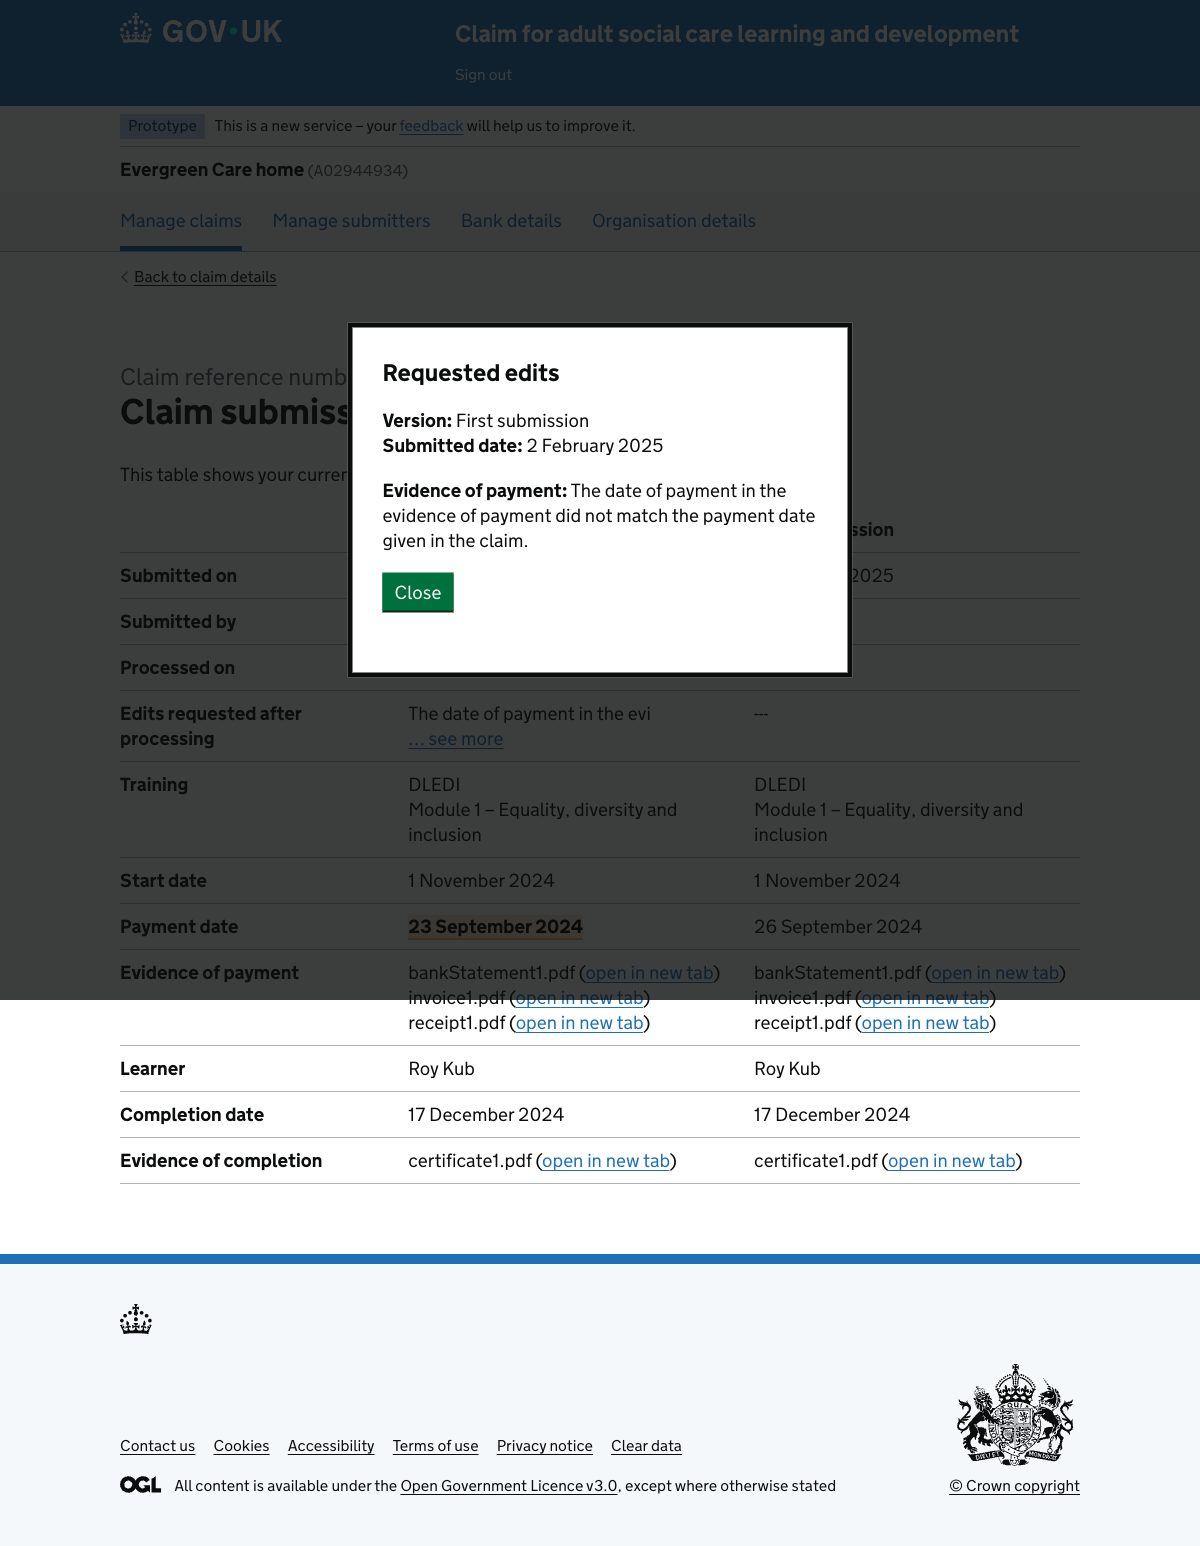 GOV·UK
Claim for adult social care learning and development
Sign out
Prototype This is a new service – your feedback will help us to improve it.
Evergreen Care home (A02944934)
Manage claims Manage submitters Bank details Organisation details
Back to claim details
Claim reference numb
Claim submiss
This table shows your curren
Requested edits
Version: First submission
Submitted date: 2 February 2025
Evidence of payment: The date of payment in the
evidence of payment did not match the payment date
given in the claim.
Close
ssion
Submitted on 2025
Submitted by
Processed on
Edits requested after
processing
The date of payment in the evi
... see more
---
Training
DLEDI
Module 1 – Equality, diversity and
inclusion
DLEDI
Module 1 – Equality, diversity and
inclusion
Start date 1 November 2024 1 November 2024
Payment date 23 September 2024 26 September 2024
Evidence of payment
bankStatement1.pdf (open in new tab)
invoice1.pdf (open in new tab)
receipt1.pdf (open in new tab)
bankStatement1.pdf (open in new tab)
invoice1.pdf (open in new tab)
receipt1.pdf (open in new tab)
Learner Roy Kub Roy Kub
Completion date 17 December 2024 17 December 2024
Evidence of completion certificate1.pdf (open in new tab) certificate1.pdf (open in new tab)
Contact us Cookies Accessibility Terms of use Privacy notice Clear data
OGL All content is available under the Open Government Licence v3.0, except where otherwise stated
© Crown copyright